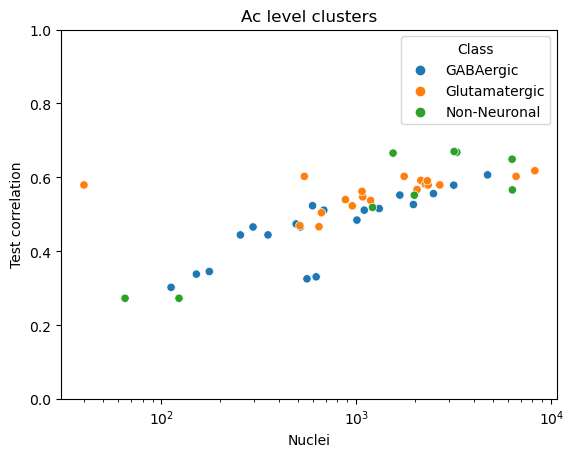 Ac level clusters
Test correlation
1.0
0.8
0.6
0.4
0.2
0.0
Class
GABAergic
Glutamatergic
Non-Neuronal
10²
10³
10⁴
Nuclei